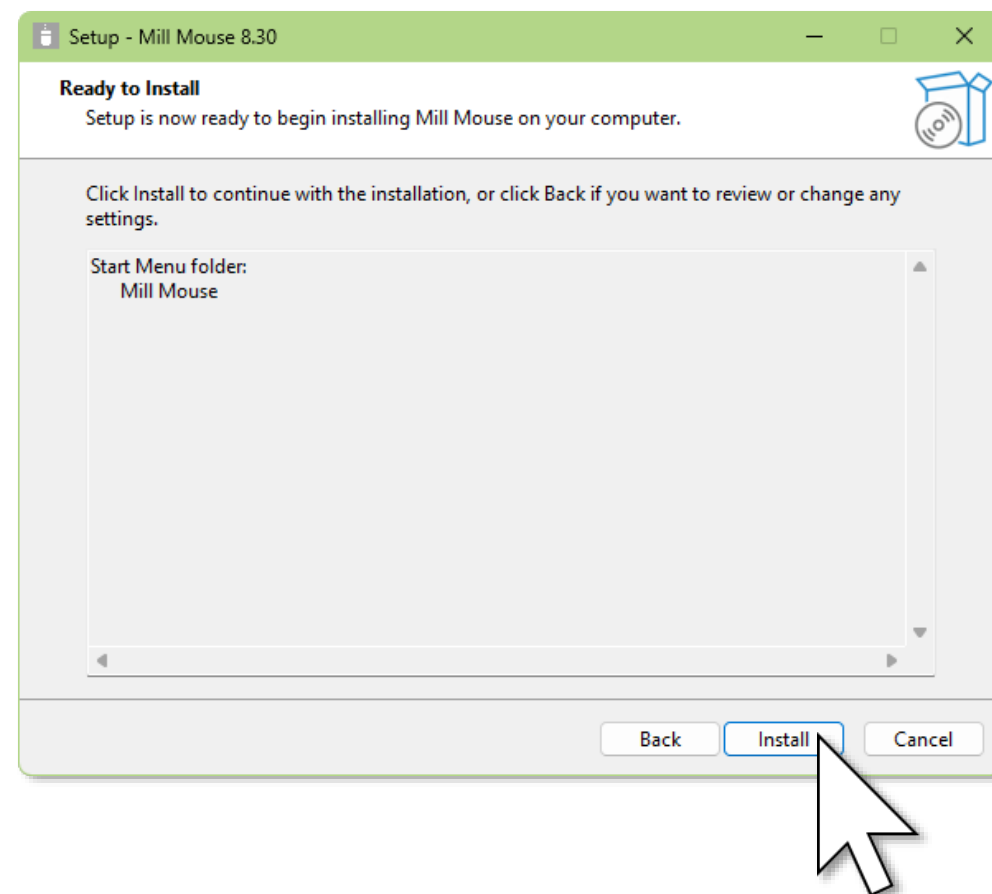 Setup - Mill Mouse 8.30
Ready to Install
Setup is now ready to begin installing Mill Mouse on your computer.
Click Install to continue with the installation, or click Back if you want to review or change any
settings.
Start Menu folder:
Mill Mouse
Back Install Cancel